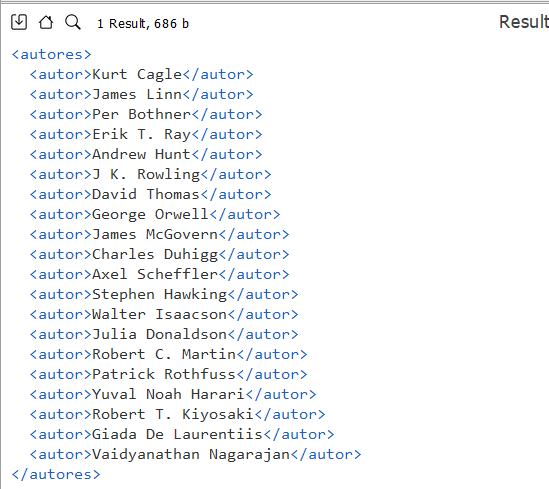 1 Result, 686 b Result
<autores>
<autor>Kurt Cagle</autor>
<autor>James Linn</autor>
<autor>Per Bothner</autor>
<autor>Erik T. Ray</autor>
<autor>Andrew Hunt</autor>
<autor>J K. Rowling</autor>
<autor>David Thomas</autor>
<autor>George Orwell</autor>
<autor>James McGovern</autor>
<autor>Charles Duhigg</autor>
<autor>Axel Scheffler</autor>
<autor>Stephen Hawking</autor>
<autor>Walter Isaacson</autor>
<autor>Julia Donaldson</autor>
<autor>Robert C. Martin</autor>
<autor>Patrick Rothfuss</autor>
<autor>Yuval Noah Harari</autor>
<autor>Robert T. Kiyosaki</autor>
<autor>Giada De Laurentiis</autor>
<autor>Vaidyanathan Nagarajan</autor>
</autores>